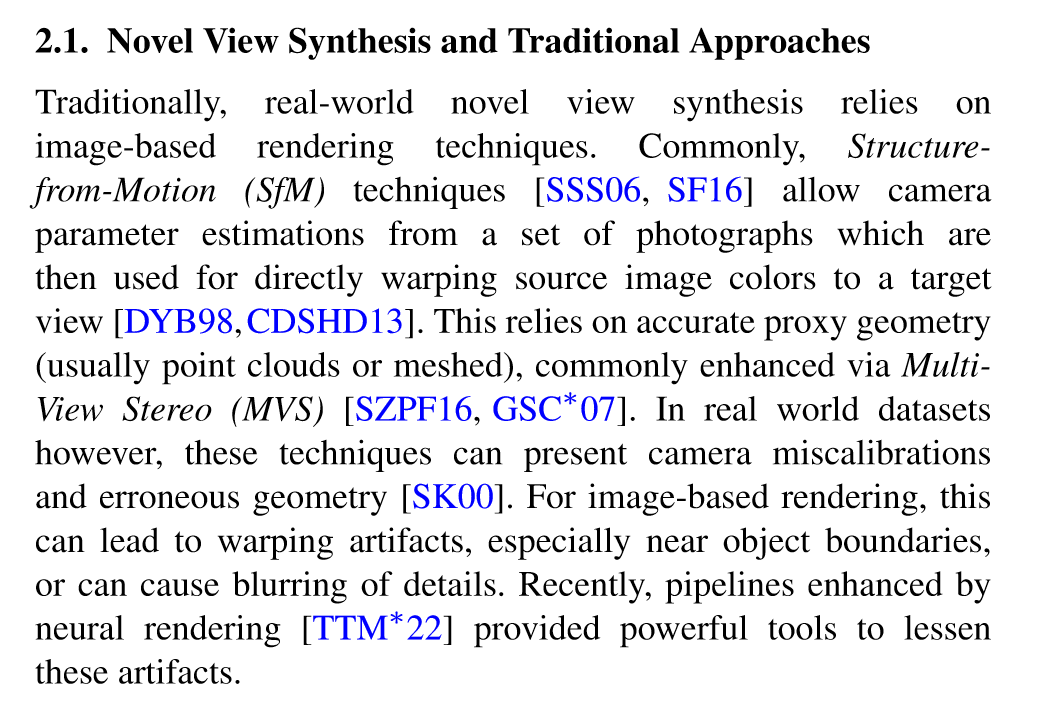 2.1. Novel View Synthesis and Traditional Approaches
Traditionally, real-world novel view synthesis relies on
image-based rendering techniques. Commonly, Structure-
from-Motion (SfM) techniques [SSS06, SF16] allow camera
parameter estimations from a set of photographs which are
then used for directly warping source image colors to a target
view [DYB98, CDSHD13]. This relies on accurate proxy geometry
(usually point clouds or meshed), commonly enhanced via Multi-
View Stereo (MVS) [SZPF16, GSC*07]. In real world datasets
however, these techniques can present camera miscalibrations
and erroneous geometry [SK00]. For image-based rendering, this
can lead to warping artifacts, especially near object boundaries,
or can cause blurring of details. Recently, pipelines enhanced by
neural rendering [TTM*22] provided powerful tools to lessen
these artifacts.